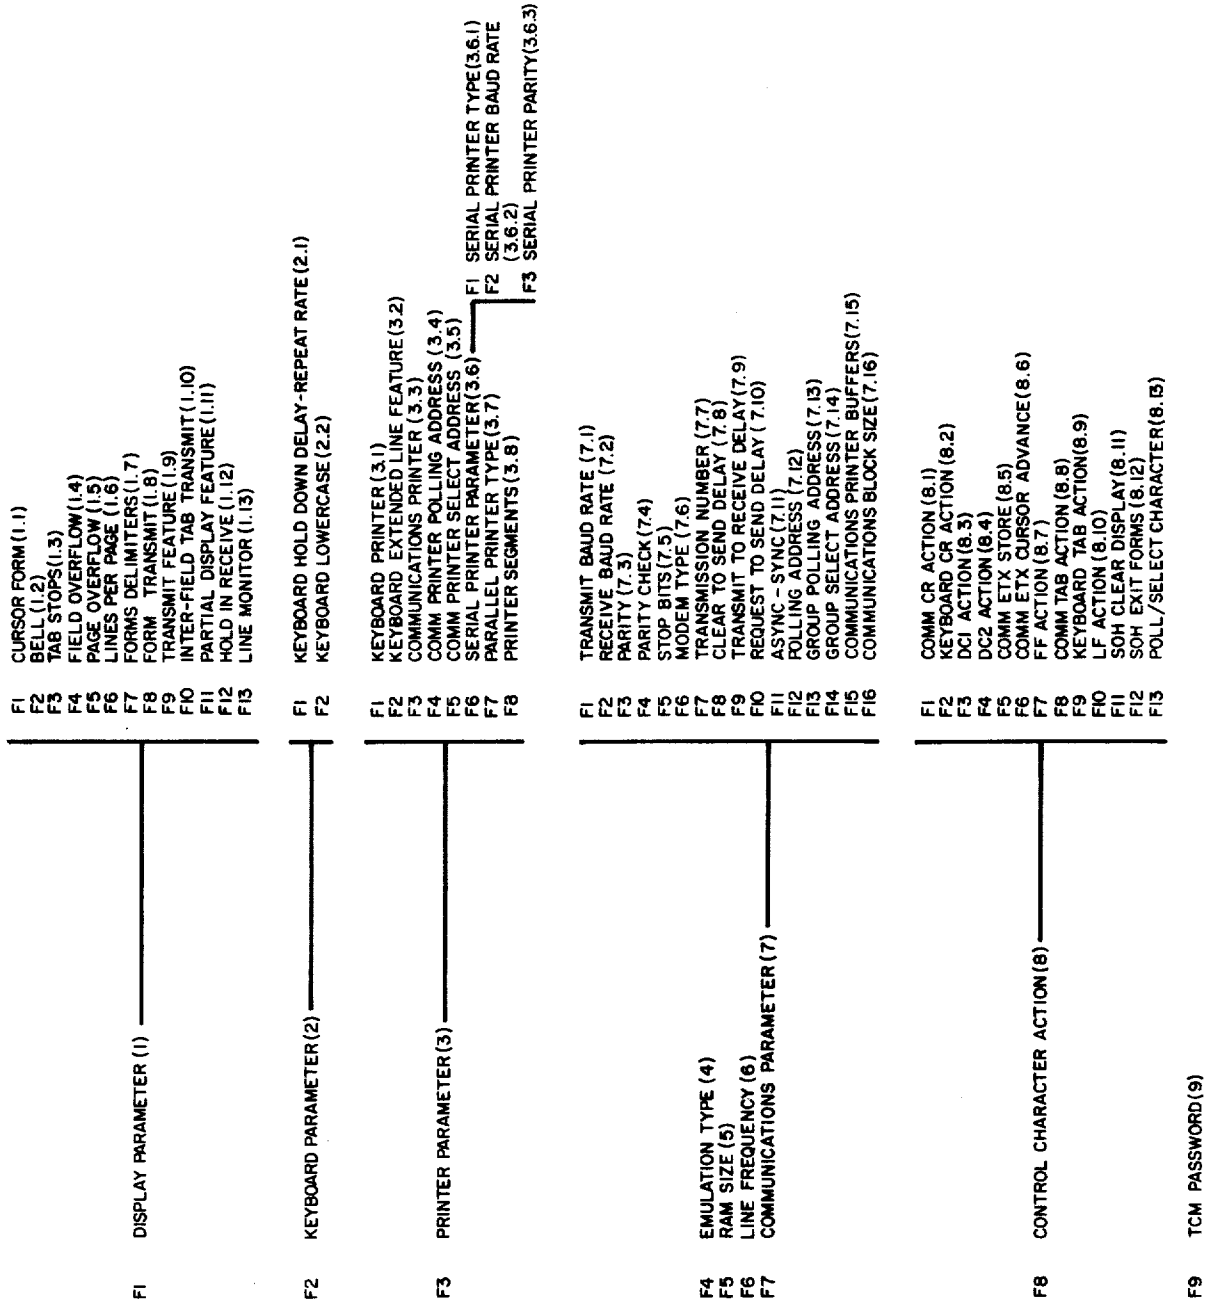 F1 DISPLAY PARAMETER (1)
F1 CURSOR FORM (1.1)
F2 BELL (1.2)
F3 TAB STOPS (1.3)
F4 FIELD OVERFLOW (1.4)
F5 PAGE OVERFLOW (1.5)
F6 LINES PER PAGE (1.6)
F7 FORMS DELIMITERS (1.7)
F8 FORM TRANSMIT (1.8)
F9 TRANSMIT FEATURE (1.9)
F10 INTER-FIELD TAB TRANSMIT (1.10)
F11 PARTIAL DISPLAY FEATURE (1.11)
F12 HOLD IN RECEIVE (1.12)
F13 LINE MONITOR (1.13)
F2 KEYBOARD PARAMETER (2)
F1 KEYBOARD HOLD DOWN DELAY-REPEAT RATE (2.1)
F2 KEYBOARD LOWERCASE (2.2)
F3 PRINTER PARAMETER (3)
F1 KEYBOARD PRINTER (3.1)
F2 KEYBOARD EXTENDED LINE FEATURE (3.2)
F3 COMMUNICATIONS PRINTER (3.3)
F4 COMM PRINTER POLLING ADDRESS (3.4)
F5 COMM PRINTER SELECT ADDRESS (3.5)
F6 SERIAL PRINTER PARAMETER (3.6)
F1 SERIAL PRINTER TYPE (3.6.1)
F2 SERIAL PRINTER BAUD RATE
(3.6.2)
F3 SERIAL PRINTER PARITY (3.6.3)
F7 PARALLEL PRINTER TYPE (3.7)
F8 PRINTER SEGMENTS (3.8)
F4 EMULATION TYPE (4)
F5 RAM SIZE (5)
F6 LINE FREQUENCY (6)
F7 COMMUNICATIONS PARAMETER (7)
F1 TRANSMIT BAUD RATE (7.1)
F2 RECEIVE BAUD RATE (7.2)
F3 PARITY (7.3)
F4 PARITY CHECK (7.4)
F5 STOP BITS (7.5)
F6 MODEM TYPE (7.6)
F7 TRANSMISSION NUMBER (7.7)
F8 CLEAR TO SEND DELAY (7.8)
F9 TRANSMIT TO RECEIVE DELAY (7.9)
F10 REQUEST TO SEND DELAY (7.10)
F11 ASYNC-SYNC (7.11)
F12 POLLING ADDRESS (7.12)
F13 GROUP POLLING ADDRESS (7.13)
F14 GROUP SELECT ADDRESS (7.14)
F15 COMMUNICATIONS PRINTER BUFFERS (7.15)
F16 COMMUNICATIONS BLOCK SIZE (7.16)
F8 CONTROL CHARACTER ACTION (8)
F1 COMM CR ACTION (8.1)
F2 KEYBOARD CR ACTION (8.2)
F3 DC1 ACTION (8.3)
F4 DC2 ACTION (8.4)
F5 COMM ETX STORE (8.5)
F6 COMM ETX CURSOR ADVANCE (8.6)
F7 FF ACTION (8.7)
F8 COMM TAB ACTION (8.8)
F9 KEYBOARD TAB ACTION (8.9)
F10 LF ACTION (8.10)
F11 SOH CLEAR DISPLAY (8.11)
F12 SOH EXIT FORMS (8.12)
F13 POLL/SELECT CHARACTER (8.13)
F9 TCM PASSWORD (9)